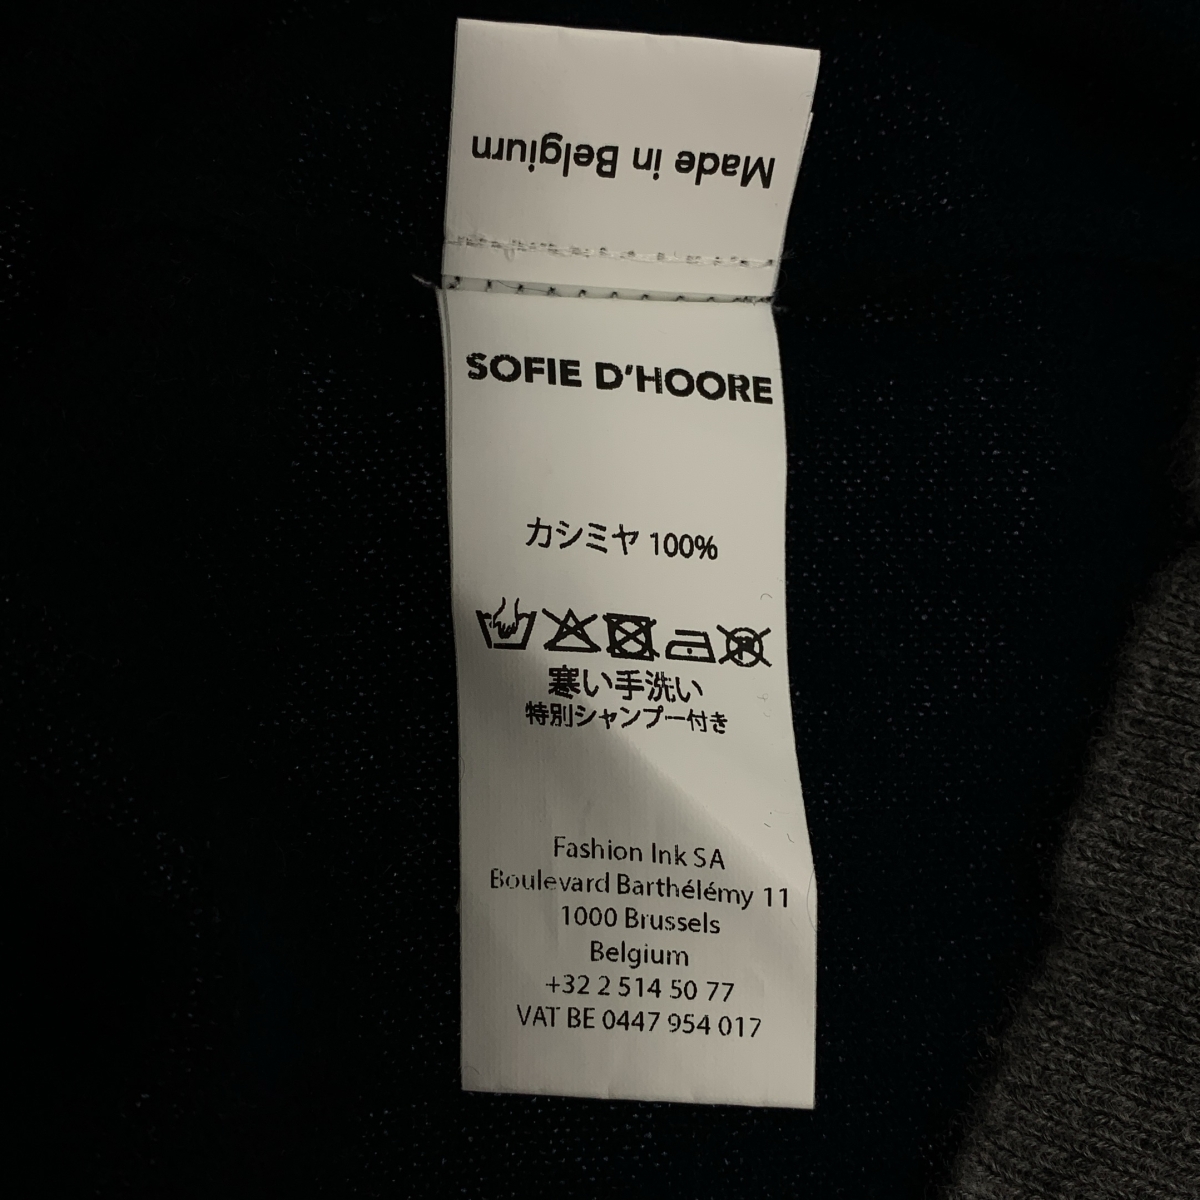 Made in Belgium
SOFIE D'HOORE
カシミヤ 100%
寒い手洗い
特別シャンプー付き
Fashion Ink SA
Boulevard Barthélémy 11
1000 Brussels
Belgium
+32 2 514 50 77
VAT BE 0447 954 017